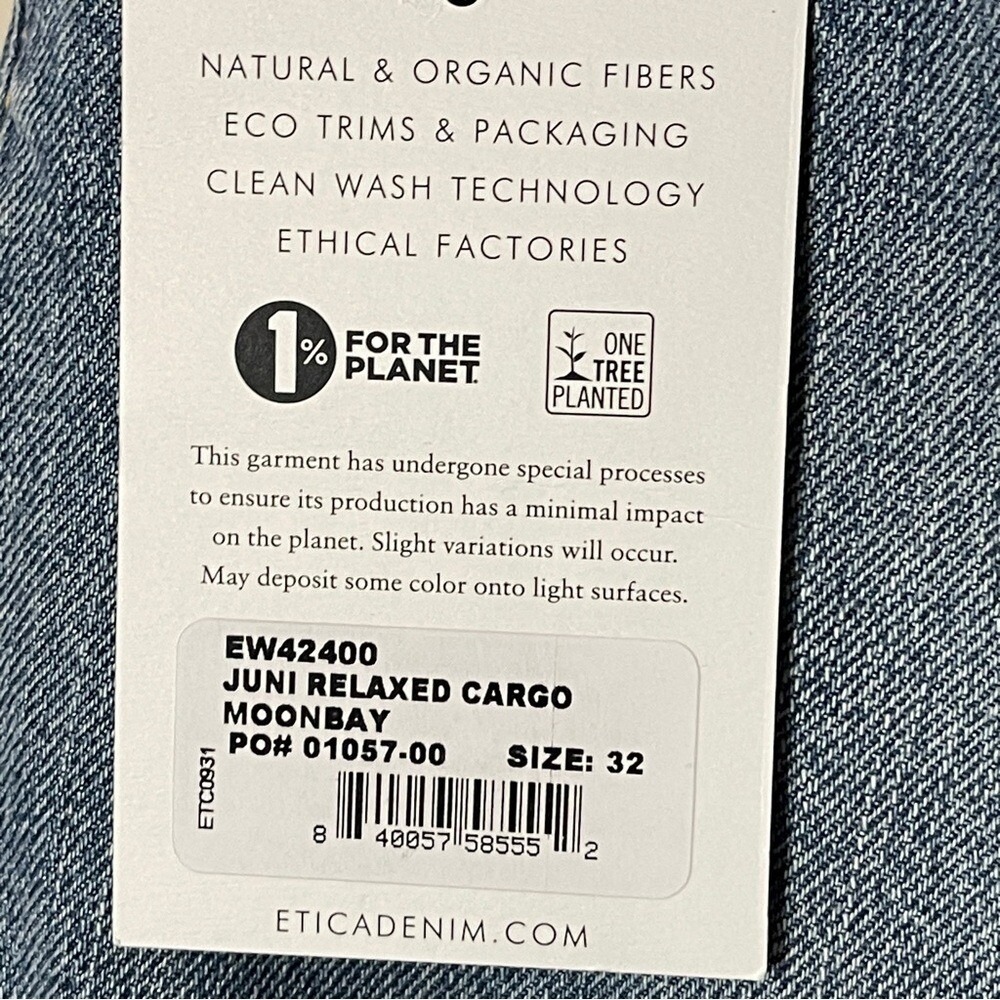 NATURAL & ORGANIC FIBERS
ECO TRIMS & PACKAGING
CLEAN WASH TECHNOLOGY
ETHICAL FACTORIES
1% FOR THE
PLANET.
ONE
TREE
PLANTED
This garment has undergone special processes
to ensure its production has a minimal impact
on the planet. Slight variations will occur.
May deposit some color onto light surfaces.
EW42400
JUNI RELAXED CARGO
MOONBAY
PO# 01057-00 SIZE: 32
ETC0931
8 40057 58555 2
ETICADENIM.COM